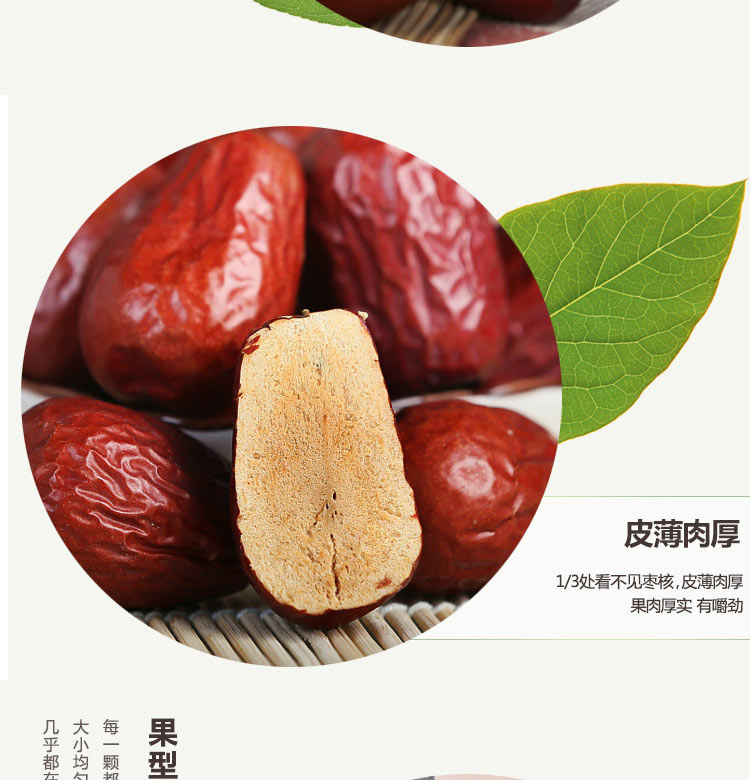 皮薄肉厚
1/3处看不见枣核,皮薄肉厚
果肉厚实 有嚼劲
果型
每一颗都
大小均匀
几乎都在